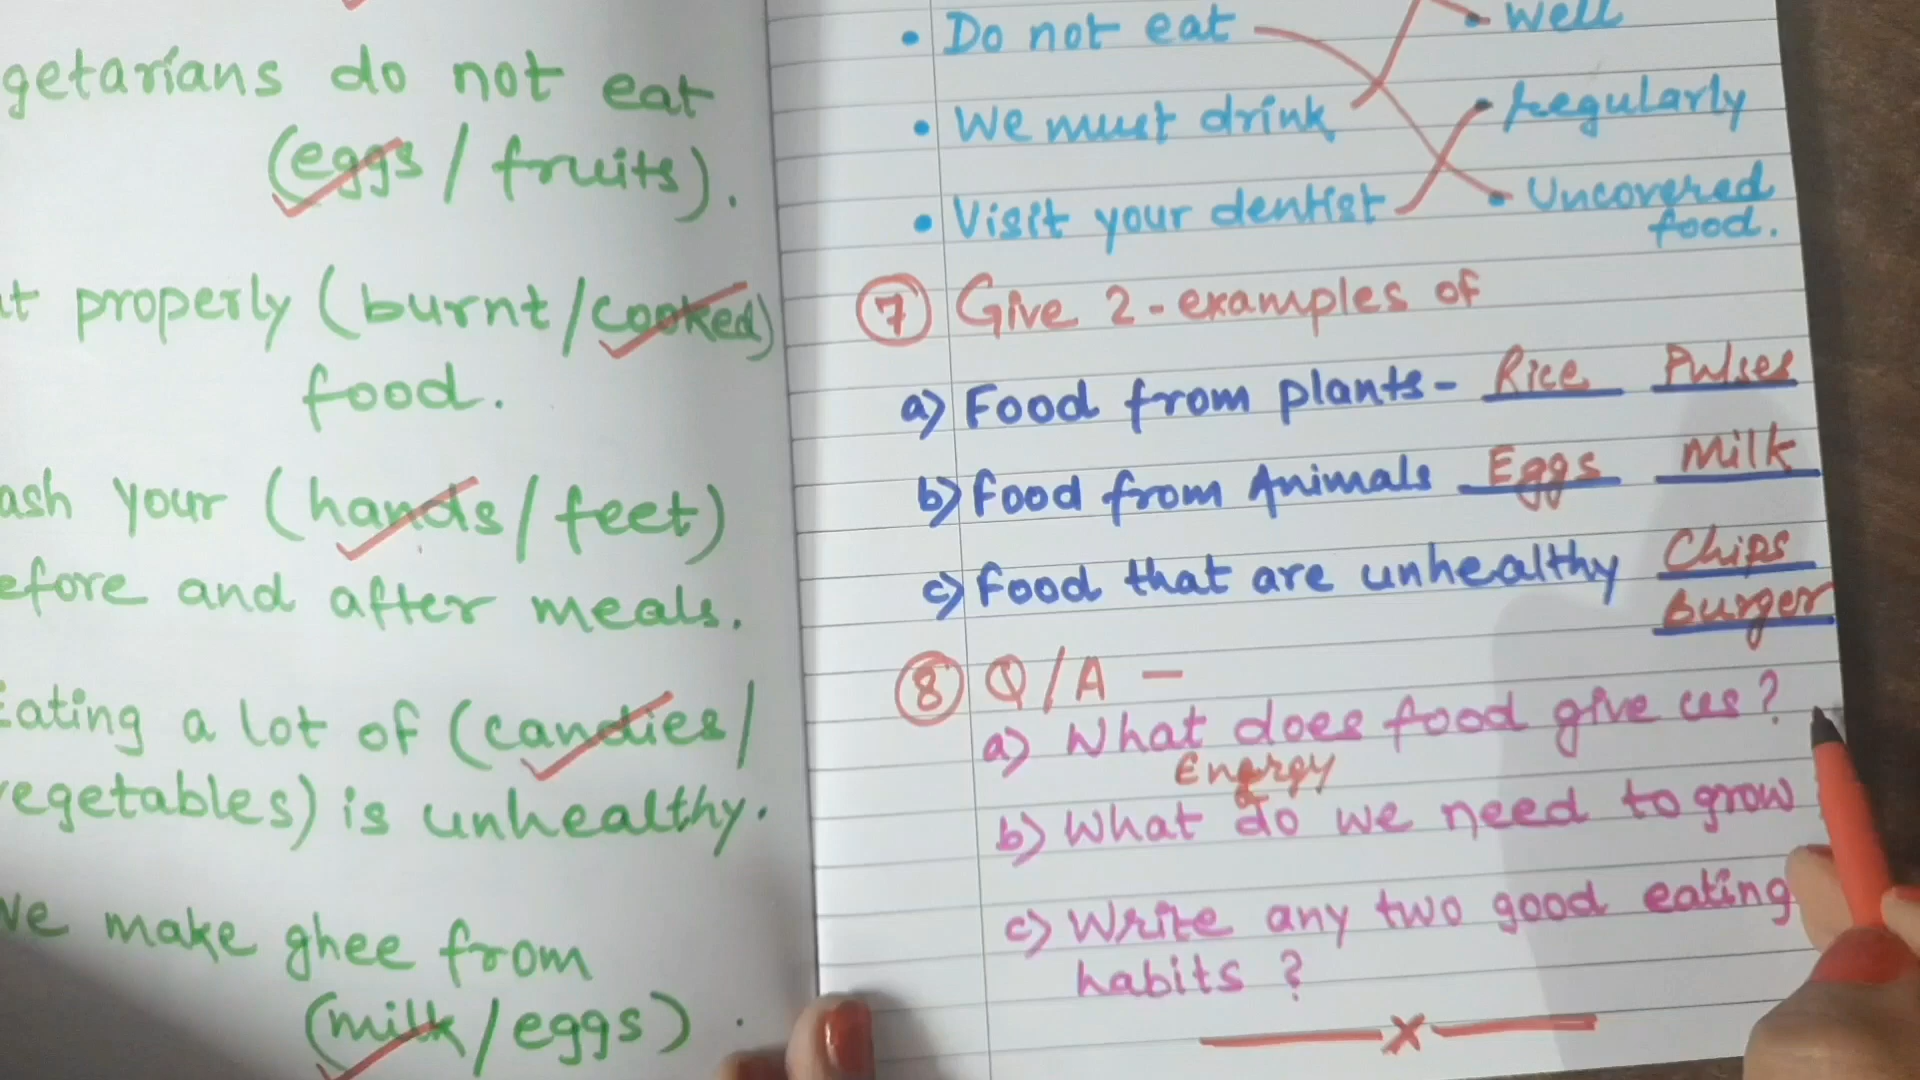 getarians do not eat
(eggs / fruits).
t properly (burnt/cooked)
food.
ash your (hands/feet)
efore and after meals.
Eating a lot of (candies/
vegetables) is unhealthy.
We make ghee from
(milk/eggs).
• Do not eat • Well
• We must drink • regularly
• Visit your dentist • Uncovered
food.
7 Give 2-examples of
a) Food from plants- Rice Pulses
b) Food from Animals Eggs Milk
c) Food that are unhealthy Chips
Burger
8 Q/A -
a) What does food give us?
Energy
b) What do we need to grow
c) Write any two good eating
habits?
x